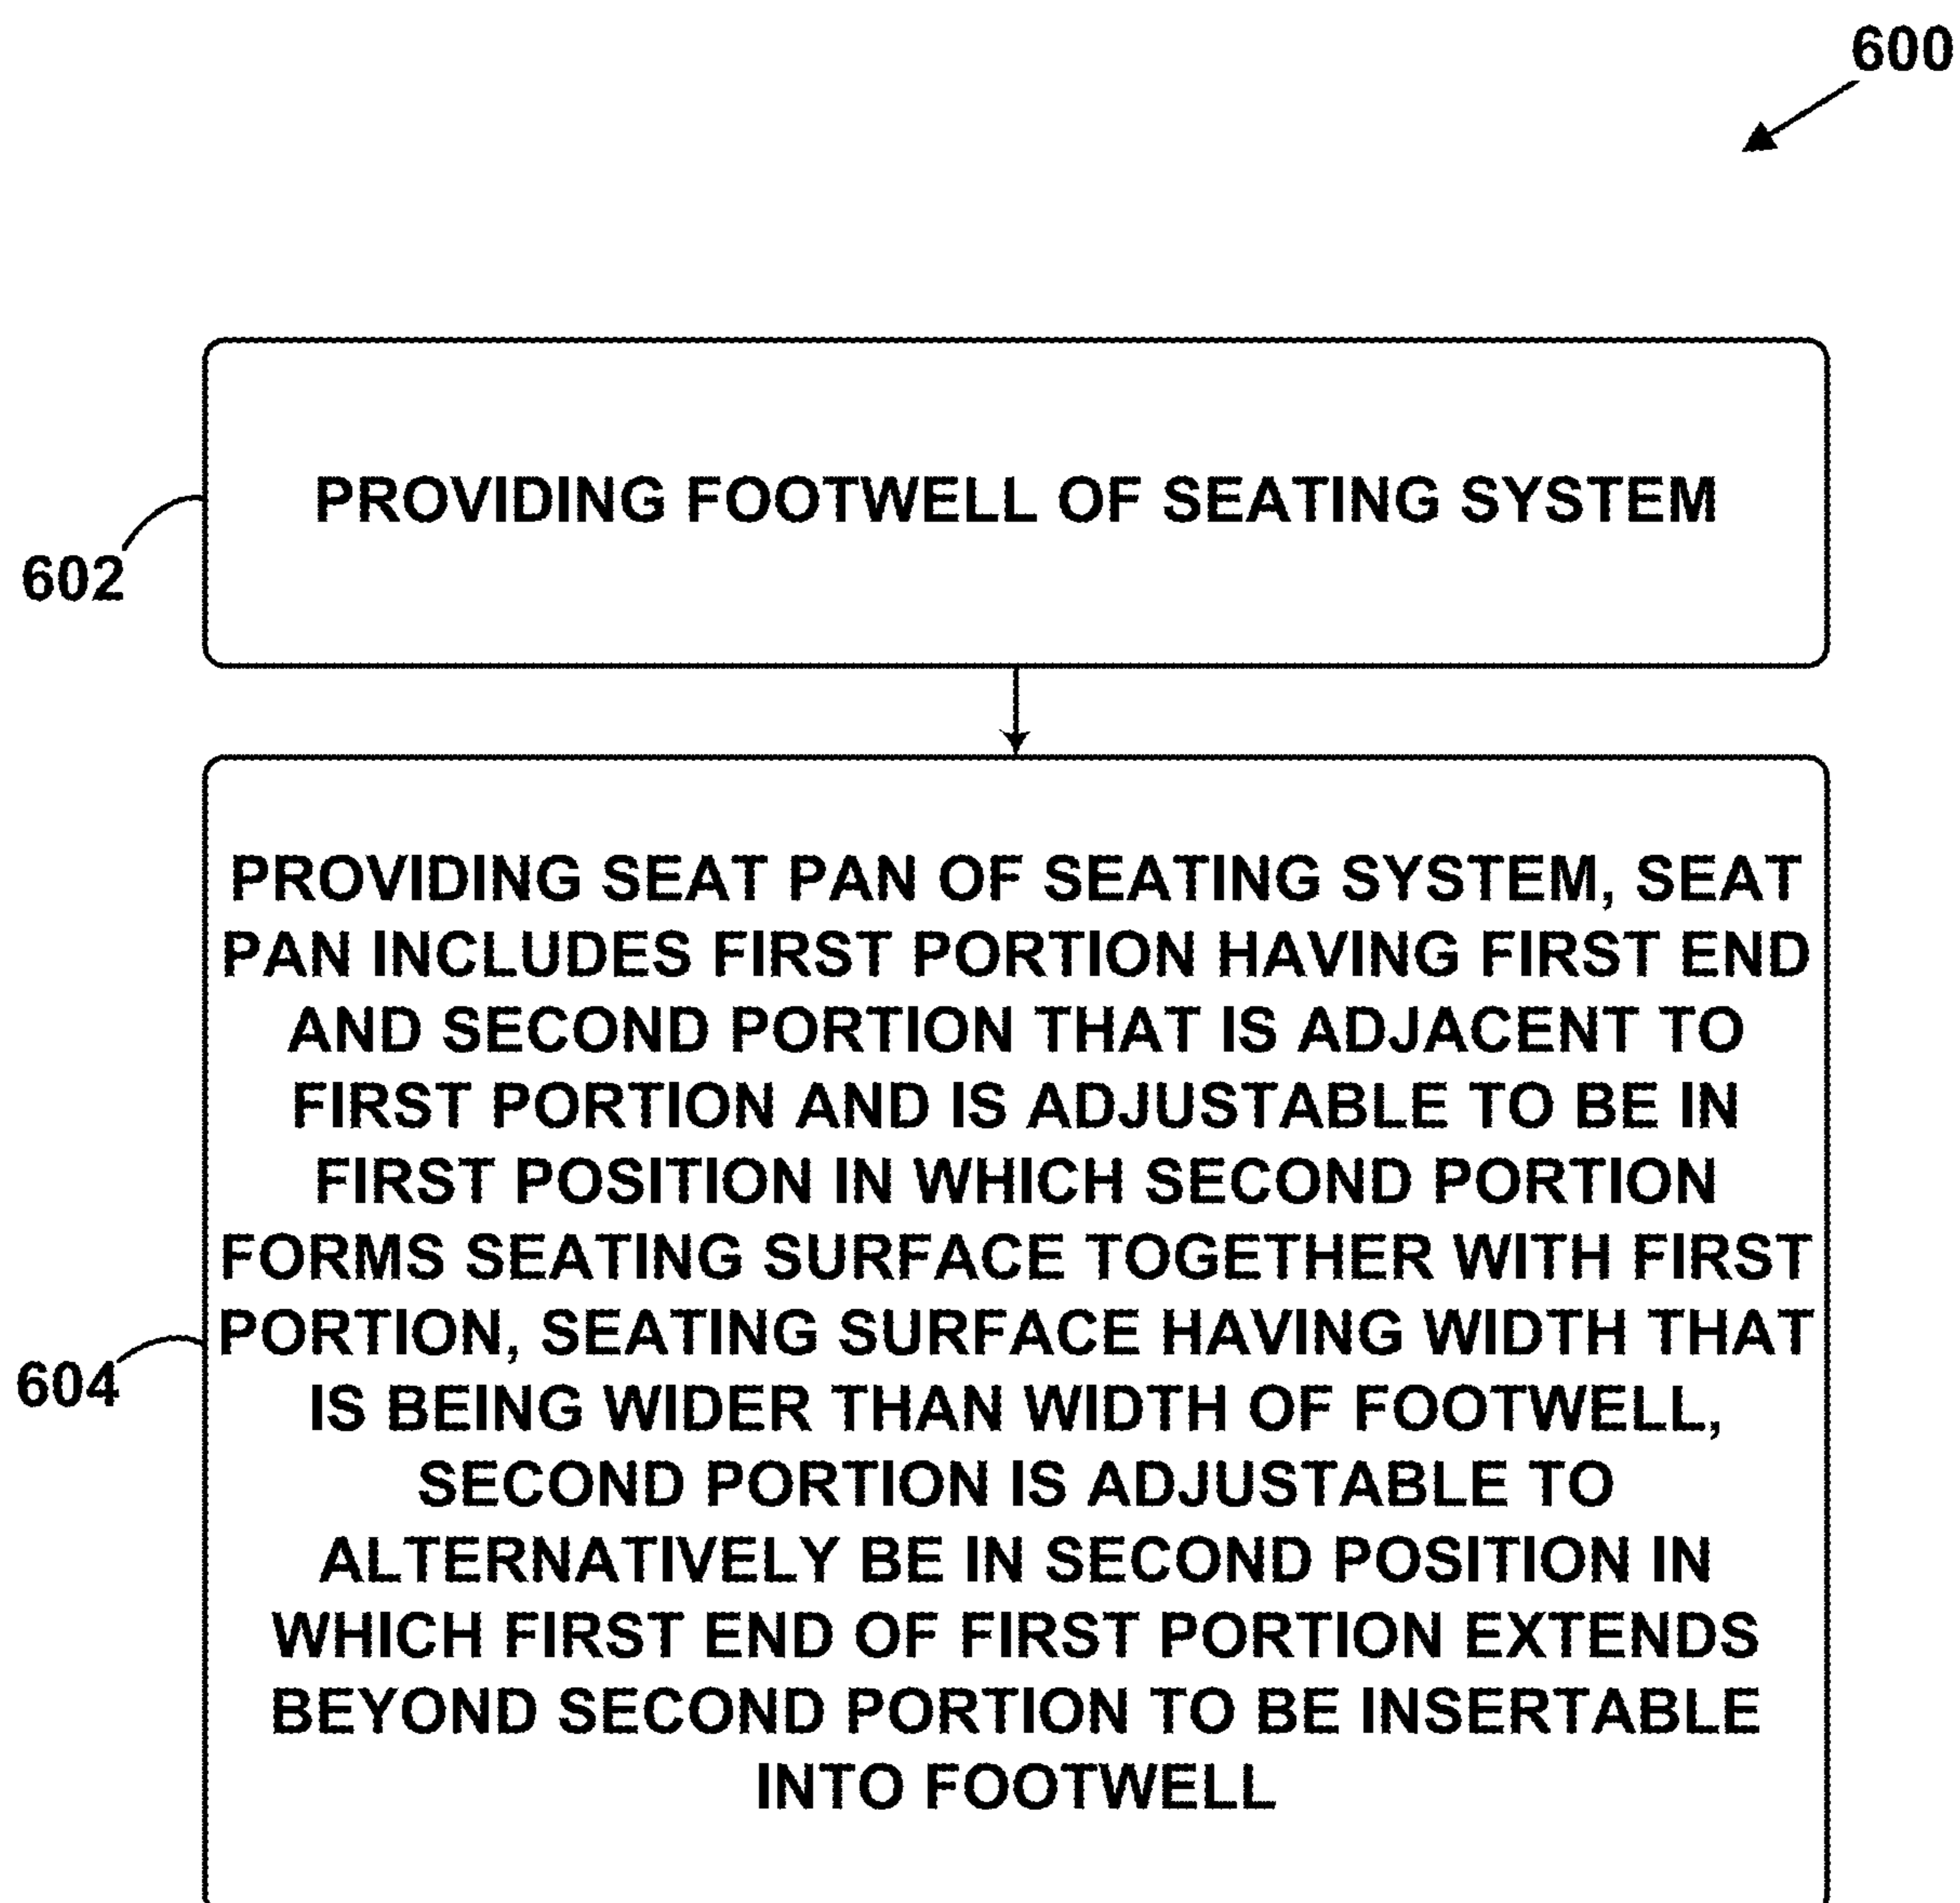 600
PROVIDING FOOTWELL OF SEATING SYSTEM
602
PROVIDING SEAT PAN OF SEATING SYSTEM, SEAT
PAN INCLUDES FIRST PORTION HAVING FIRST END
AND SECOND PORTION THAT IS ADJACENT TO
FIRST PORTION AND IS ADJUSTABLE TO BE IN
FIRST POSITION IN WHICH SECOND PORTION
FORMS SEATING SURFACE TOGETHER WITH FIRST
PORTION, SEATING SURFACE HAVING WIDTH THAT
IS BEING WIDER THAN WIDTH OF FOOTWELL,
SECOND PORTION IS ADJUSTABLE TO
ALTERNATIVELY BE IN SECOND POSITION IN
WHICH FIRST END OF FIRST PORTION EXTENDS
BEYOND SECOND PORTION TO BE INSERTABLE
INTO FOOTWELL
604